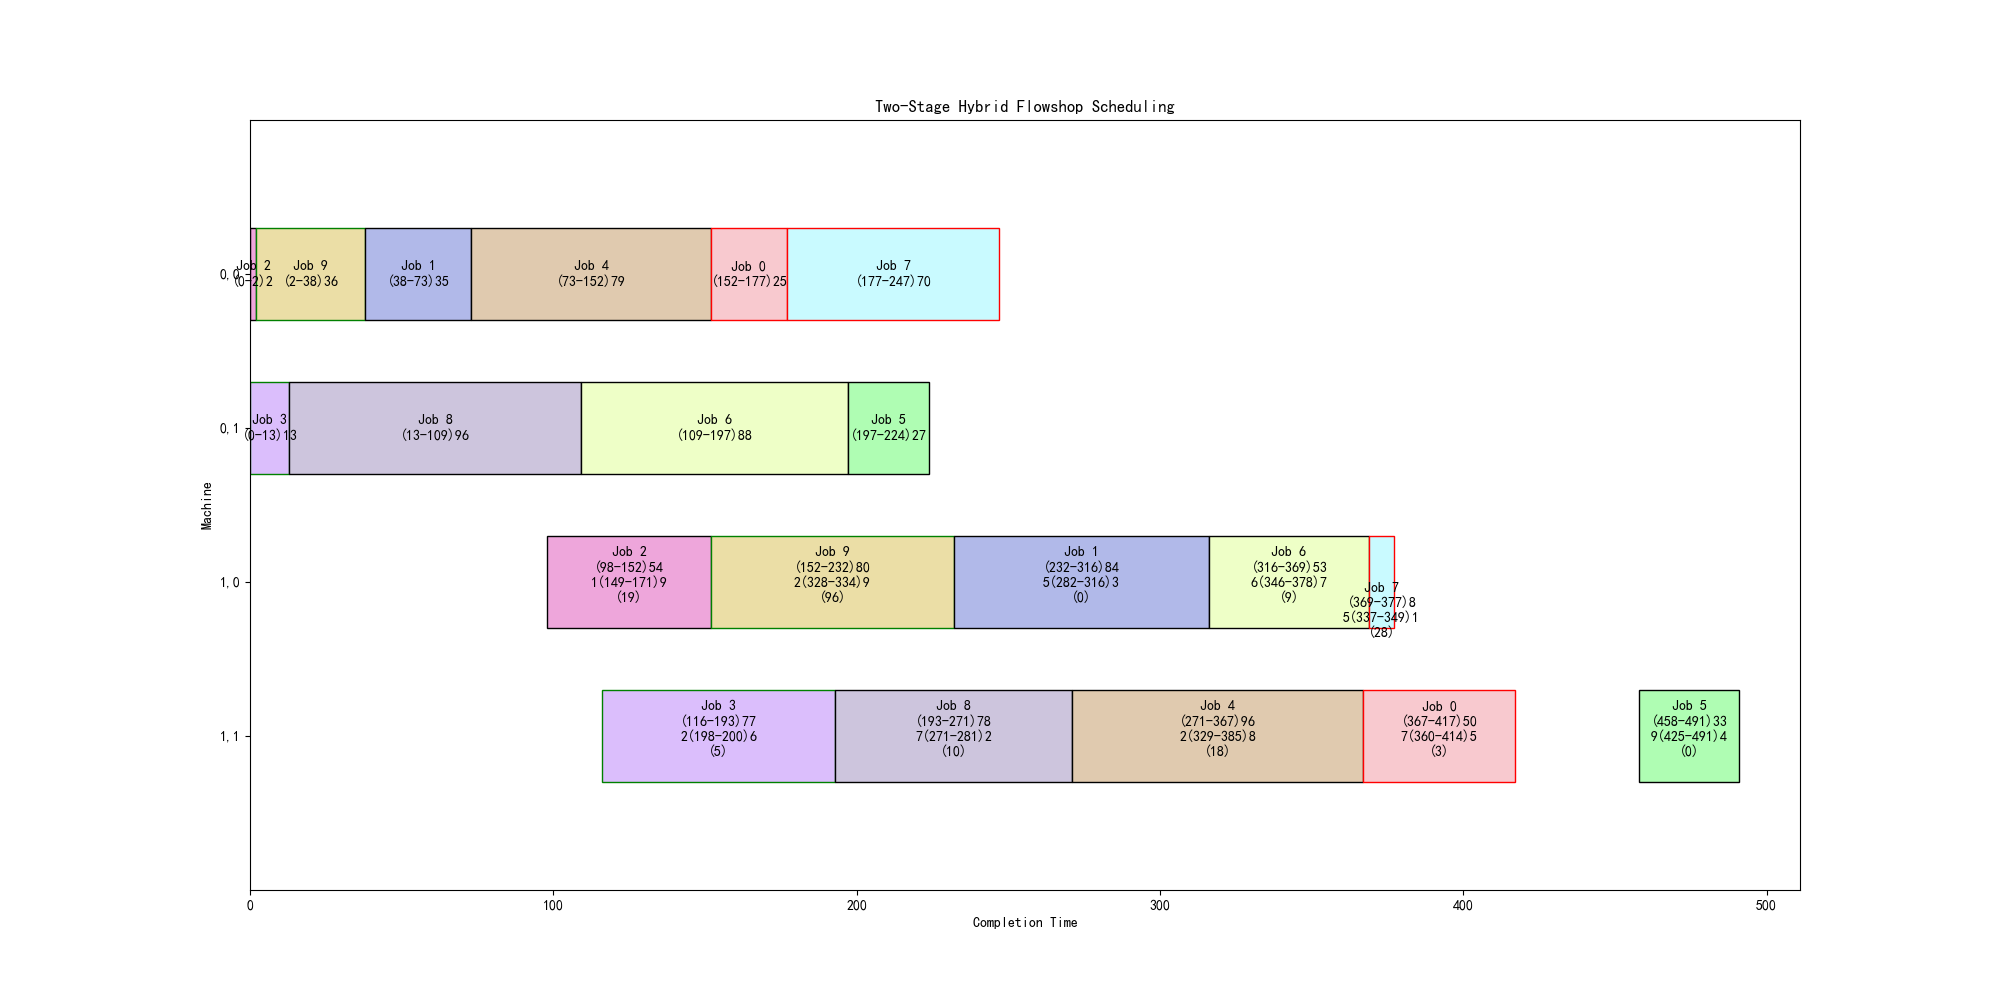 Two-Stage Hybrid Flowshop Scheduling
Machine
0,0
Job 2
(0-2)2
Job 9
(2-38)36
Job 1
(38-73)35
Job 4
(73-152)79
Job 0
(152-177)25
Job 7
(177-247)70
0,1
Job 3
(0-13)13
Job 8
(13-109)96
Job 6
(109-197)88
Job 5
(197-224)27
1,0
Job 2
(98-152)54
1(149-171)9
(19)
Job 9
(152-232)80
2(328-334)9
(96)
Job 1
(232-316)84
5(282-316)3
(0)
Job 6
(316-369)53
6(346-378)7
(9)
Job 7
(369-377)8
5(337-349)1
(28)
1,1
Job 3
(116-193)77
2(198-200)6
(5)
Job 8
(193-271)78
7(271-281)2
(10)
Job 4
(271-367)96
2(329-385)8
(18)
Job 0
(367-417)50
7(360-414)5
(3)
Job 5
(458-491)33
9(425-491)4
(0)
0 100 200 300 400 500
Completion Time